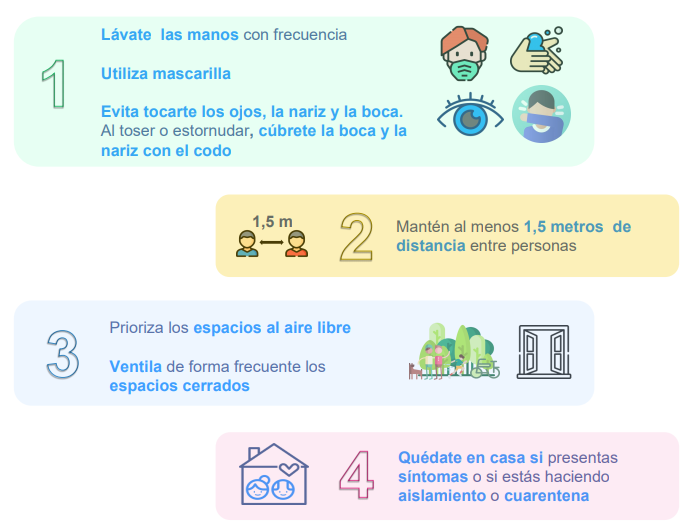 1
Lávate las manos con frecuencia
Utiliza mascarilla
Evita tocarte los ojos, la nariz y la boca.
Al toser o estornudar, cúbrete la boca y la
nariz con el codo
1,5 m
2
Mantén al menos 1,5 metros de
distancia entre personas
3
Prioriza los espacios al aire libre
Ventila de forma frecuente los
espacios cerrados
4
Quédate en casa si presentas
síntomas o si estás haciendo
aislamiento o cuarentena